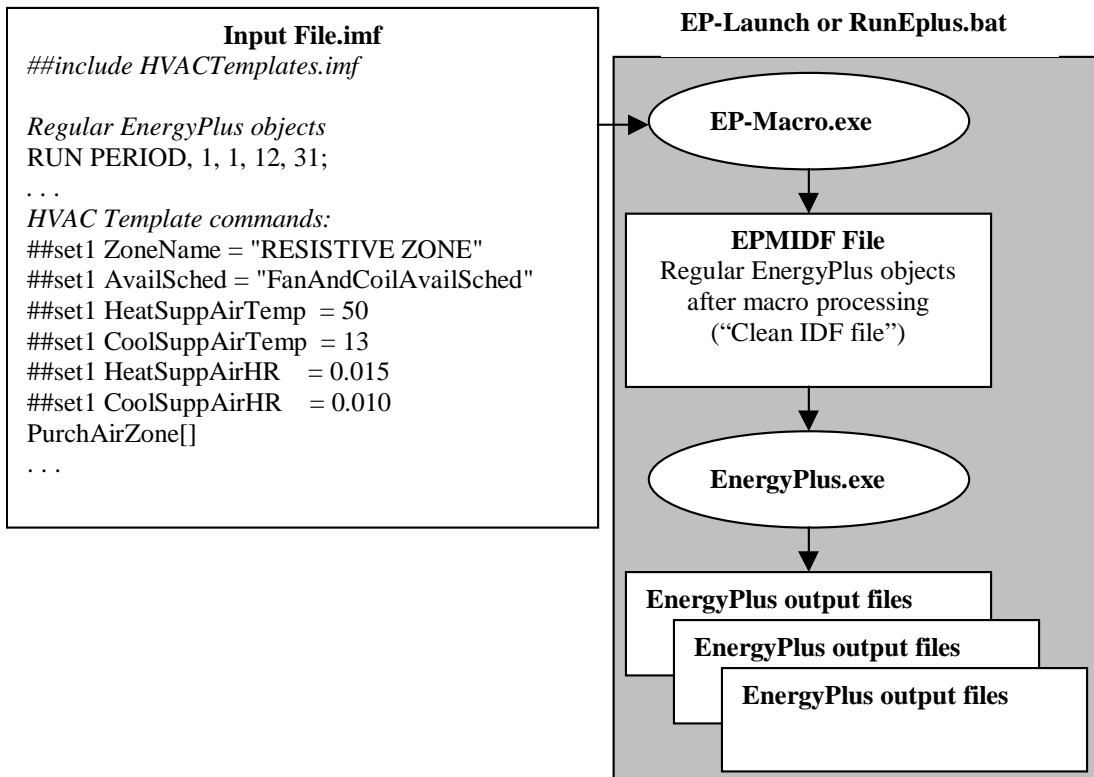 Input File.imf
##include HVACTemplates.imf
Regular EnergyPlus objects
RUN PERIOD, 1, 1, 12, 31;
. . .
HVAC Template commands:
##set1 ZoneName = "RESISTIVE ZONE"
##set1 AvailSched = "FanAndCoilAvailSched"
##set1 HeatSuppAirTemp = 50
##set1 CoolSuppAirTemp = 13
##set1 HeatSuppAirHR = 0.015
##set1 CoolSuppAirHR = 0.010
PurchAirZone[]
. . .
EP-Launch or RunEplus.bat
EP-Macro.exe
EPMIDF File
Regular EnergyPlus objects
after macro processing
(“Clean IDF file”)
EnergyPlus.exe
EnergyPlus output files
EnergyPlus output files
EnergyPlus output files